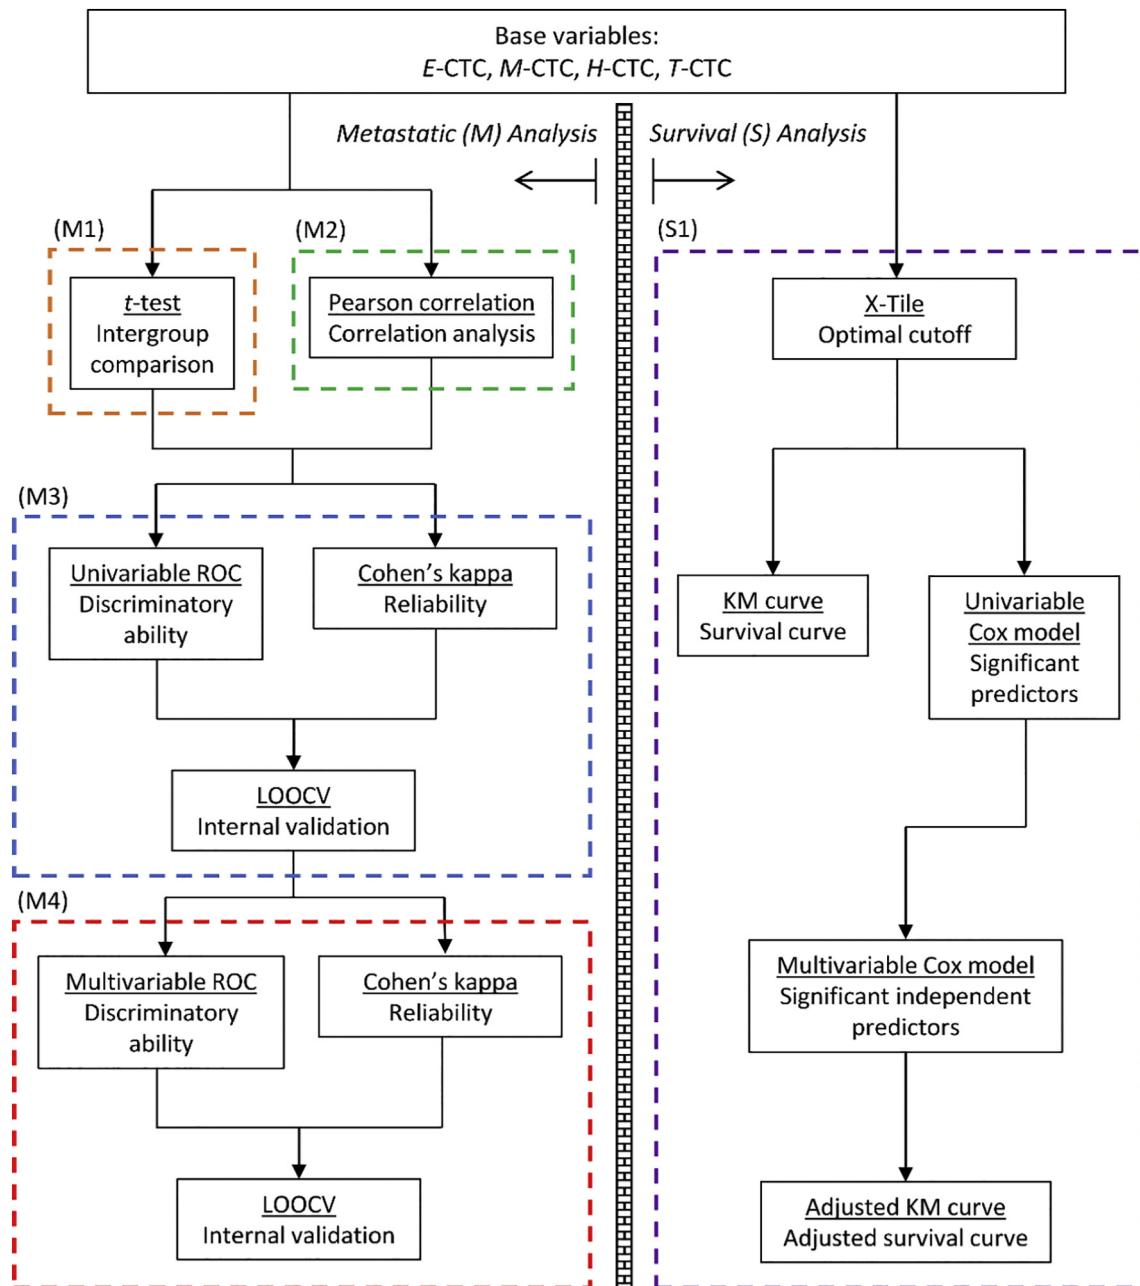 Base variables:
E-CTC, M-CTC, H-CTC, T-CTC
Metastatic (M) Analysis
Survival (S) Analysis
(M1)
t-test
Intergroup
comparison
(M2)
Pearson correlation
Correlation analysis
(M3)
Univariable ROC
Discriminatory
ability
Cohen's kappa
Reliability
LOOCV
Internal validation
(M4)
Multivariable ROC
Discriminatory
ability
Cohen's kappa
Reliability
LOOCV
Internal validation
(S1)
X-Tile
Optimal cutoff
KM curve
Survival curve
Univariable
Cox model
Significant
predictors
Multivariable Cox model
Significant independent
predictors
Adjusted KM curve
Adjusted survival curve